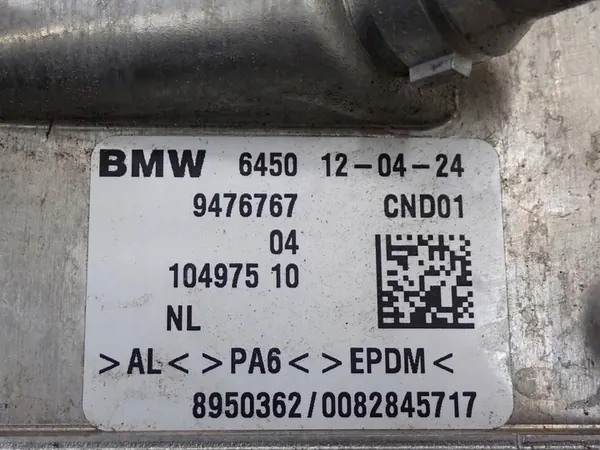 BMW 6450 12-04-24
9476767 CND01
04
104975 10
NL
>AL< >PA6< >EPDM<
8950362/0082845717